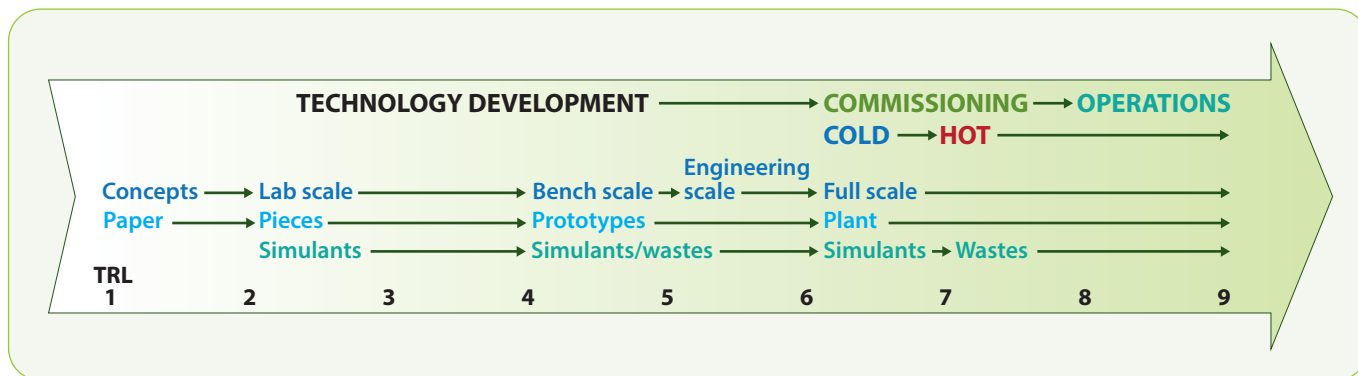 TECHNOLOGY DEVELOPMENT COMMISSIONING OPERATIONS
COLD HOT
Engineering
Concepts Lab scale Bench scale scale Full scale
Paper Pieces Prototypes Plant
Simulants Simulants/wastes Simulants Wastes
TRL
1 2 3 4 5 6 7 8 9